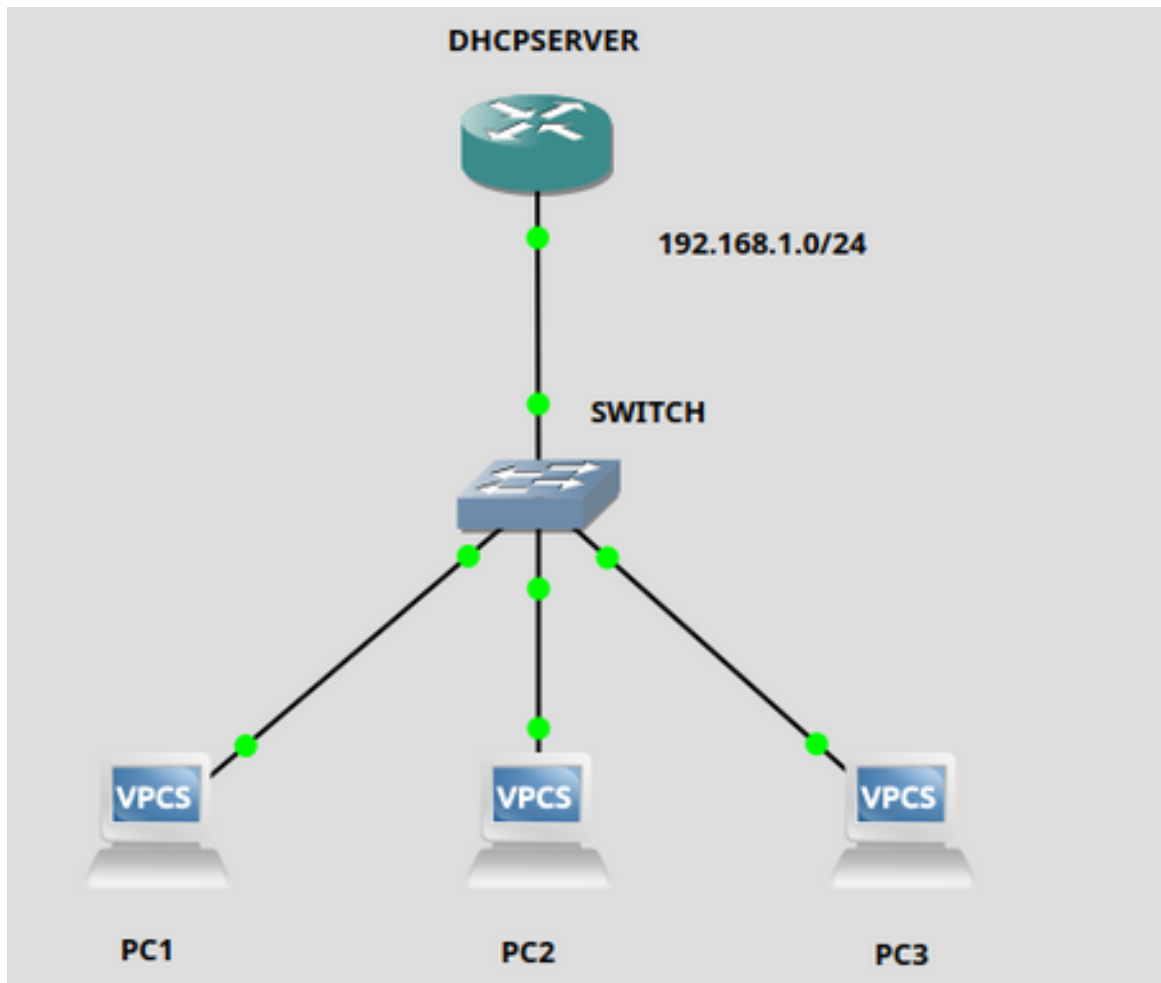 DHCPSERVER
192.168.1.0/24
SWITCH
VPCS
VPCS
VPCS
PC1
PC2
PC3